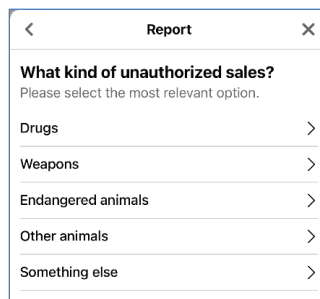 Report
What kind of unauthorized sales?
Please select the most relevant option.
Drugs
Weapons
Endangered animals
Other animals
Something else